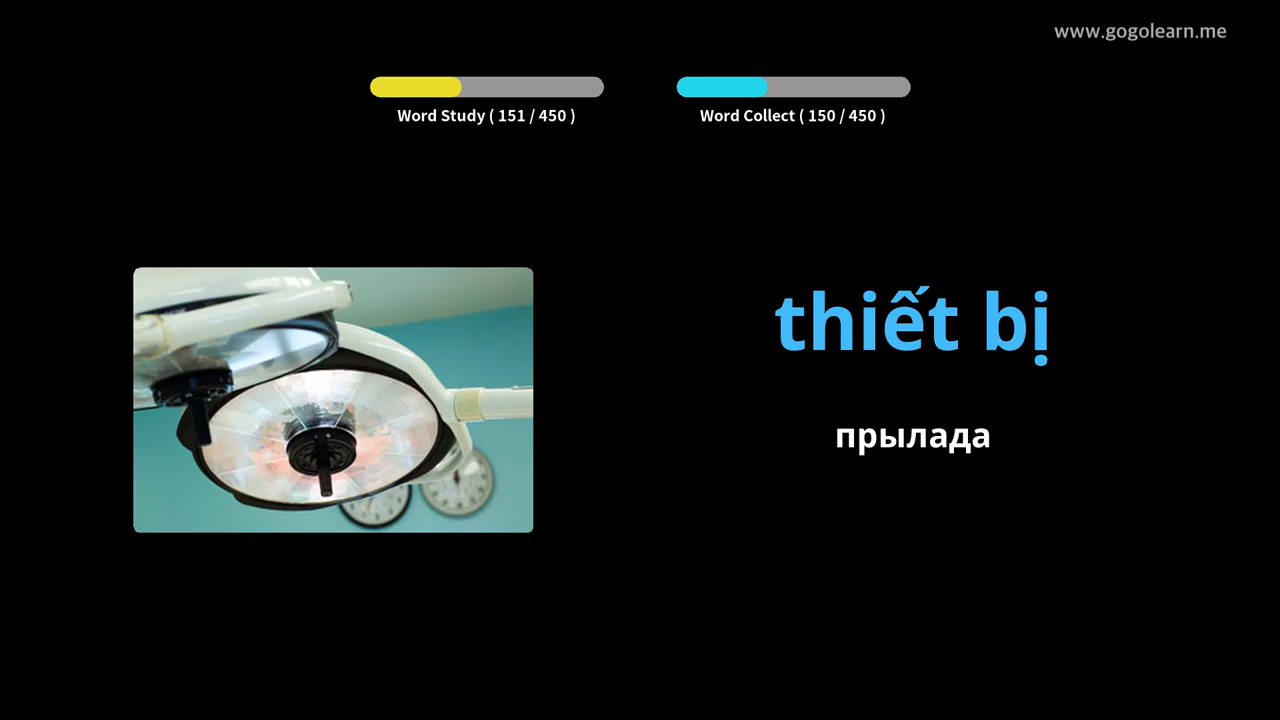 www.gogolearn.me
Word Study ( 151 / 450 )
Word Collect ( 150 / 450 )
thiết bị
прылада